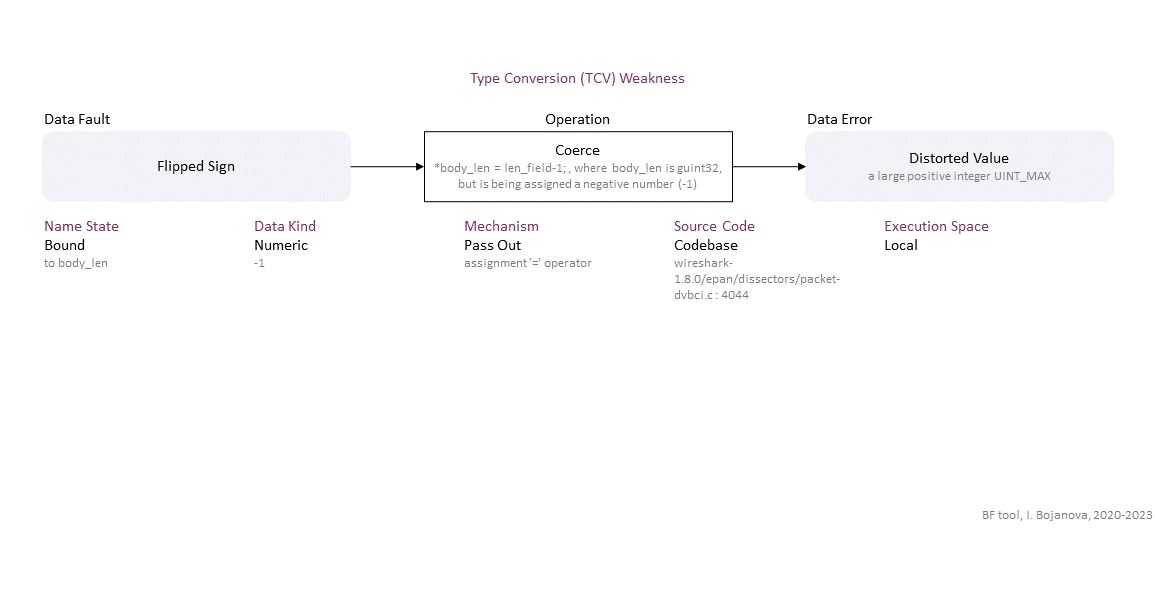 Type Conversion (TCV) Weakness
Data Fault
Operation
Data Error
Flipped Sign
Coerce
*body_len = len_field-1; , where body_len is guint32,
but is being assigned a negative number (-1)
Distorted Value
a large positive integer UINT_MAX
Name State
Bound
to body_len
Data Kind
Numeric
-1
Mechanism
Pass Out
assignment '=' operator
Source Code
Codebase
wireshark-
1.8.0/epan/dissectors/packet-
dvbci.c : 4044
Execution Space
Local
BF tool, I. Bojanova, 2020-2023